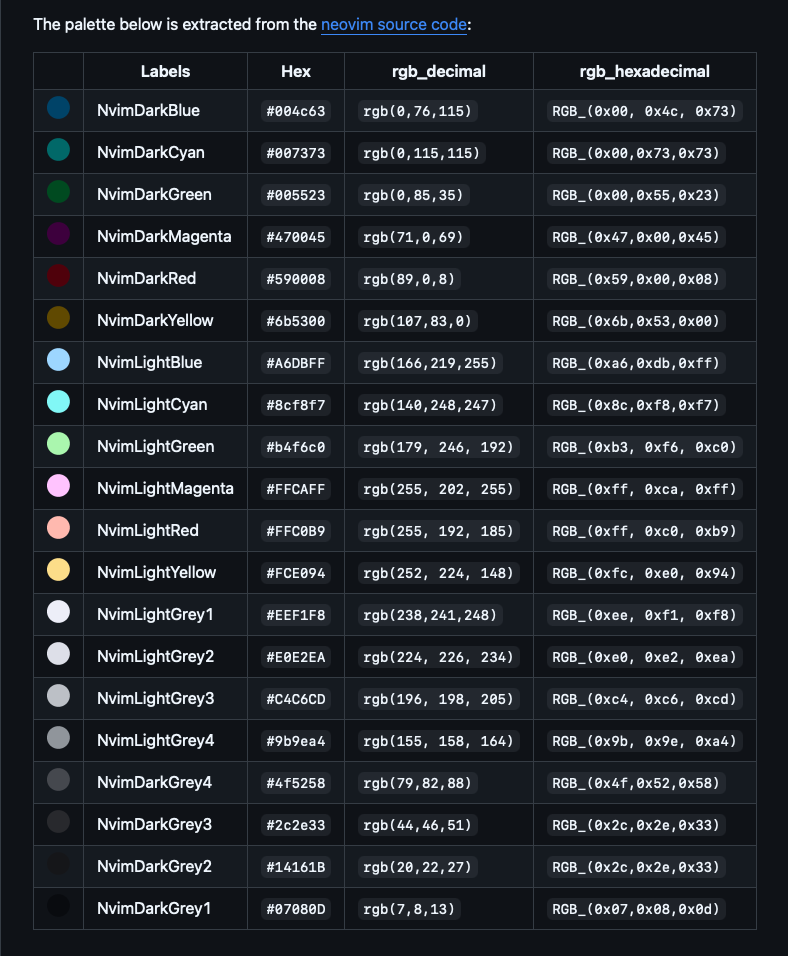 The palette below is extracted from the neovim source code:
Labels Hex rgb_decimal rgb_hexadecimal
NvimDarkBlue #004c63 rgb(0,76,115) RGB_(0x00, 0x4c, 0x73)
NvimDarkCyan #007373 rgb(0,115,115) RGB_(0x00,0x73,0x73)
NvimDarkGreen #005523 rgb(0,85,35) RGB_(0x00,0x55,0x23)
NvimDarkMagenta #470045 rgb(71,0,69) RGB_(0x47,0x00,0x45)
NvimDarkRed #590008 rgb(89,0,8) RGB_(0x59,0x00,0x08)
NvimDarkYellow #6b5300 rgb(107,83,0) RGB_(0x6b,0x53,0x00)
NvimLightBlue #A6DBFF rgb(166,219,255) RGB_(0xa6,0xdb,0xff)
NvimLightCyan #8cf8f7 rgb(140,248,247) RGB_(0x8c,0xf8,0xf7)
NvimLightGreen #b4f6c0 rgb(179, 246, 192) RGB_(0xb3, 0xf6, 0xc0)
NvimLightMagenta #FFCAFF rgb(255, 202, 255) RGB_(0xff, 0xca, 0xff)
NvimLightRed #FFC0B9 rgb(255, 192, 185) RGB_(0xff, 0xc0, 0xb9)
NvimLightYellow #FCE094 rgb(252, 224, 148) RGB_(0xfc, 0xe0, 0x94)
NvimLightGrey1 #EEF1F8 rgb(238,241,248) RGB_(0xee, 0xf1, 0xf8)
NvimLightGrey2 #E0E2EA rgb(224, 226, 234) RGB_(0xe0, 0xe2, 0xea)
NvimLightGrey3 #C4C6CD rgb(196, 198, 205) RGB_(0xc4, 0xc6, 0xcd)
NvimLightGrey4 #9b9ea4 rgb(155, 158, 164) RGB_(0x9b, 0x9e, 0xa4)
NvimDarkGrey4 #4f5258 rgb(79,82,88) RGB_(0x4f,0x52,0x58)
NvimDarkGrey3 #2c2e33 rgb(44,46,51) RGB_(0x2c,0x2e,0x33)
NvimDarkGrey2 #14161B rgb(20,22,27) RGB_(0x2c,0x2e,0x33)
NvimDarkGrey1 #07080D rgb(7,8,13) RGB_(0x07,0x08,0x0d)